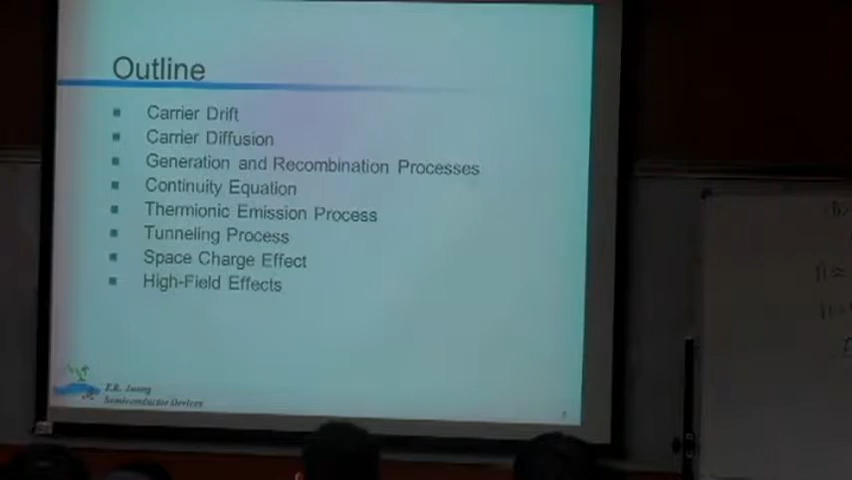 Outline
Carrier Drift
Carrier Diffusion
Generation and Recombination Processes
Continuity Equation
Thermionic Emission Process
Tunneling Process
Space Charge Effect
High-Field Effects
Semiconductor Devices